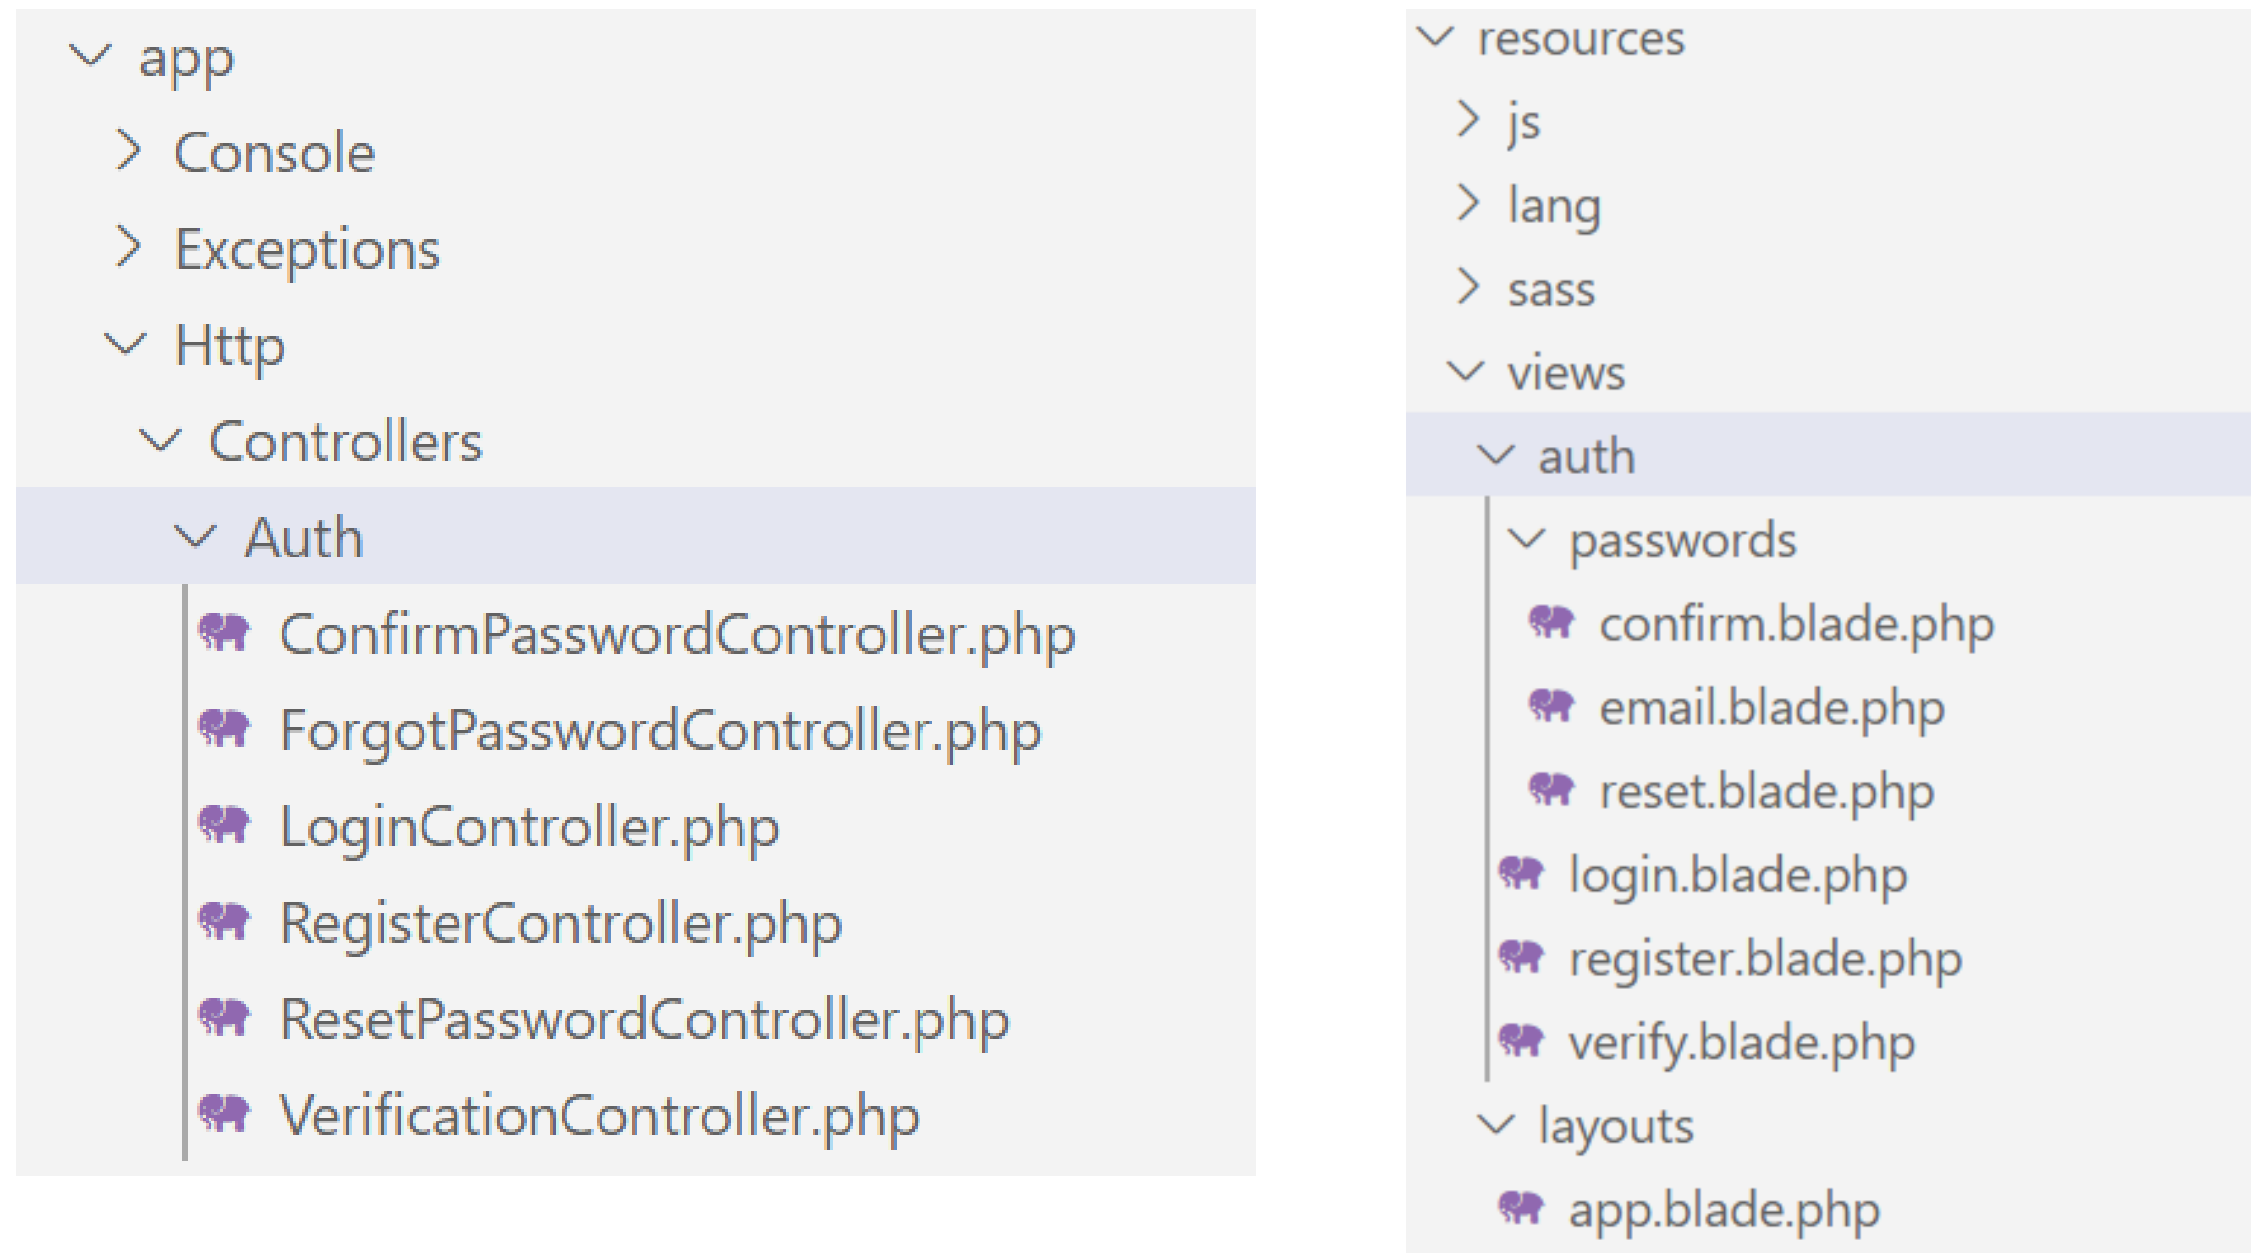 app
Console
Exceptions
Http
Controllers
Auth
ConfirmPasswordController.php
ForgotPasswordController.php
LoginController.php
RegisterController.php
ResetPasswordController.php
VerificationController.php
resources
js
lang
sass
views
auth
passwords
confirm.blade.php
email.blade.php
reset.blade.php
login.blade.php
register.blade.php
verify.blade.php
layouts
app.blade.php